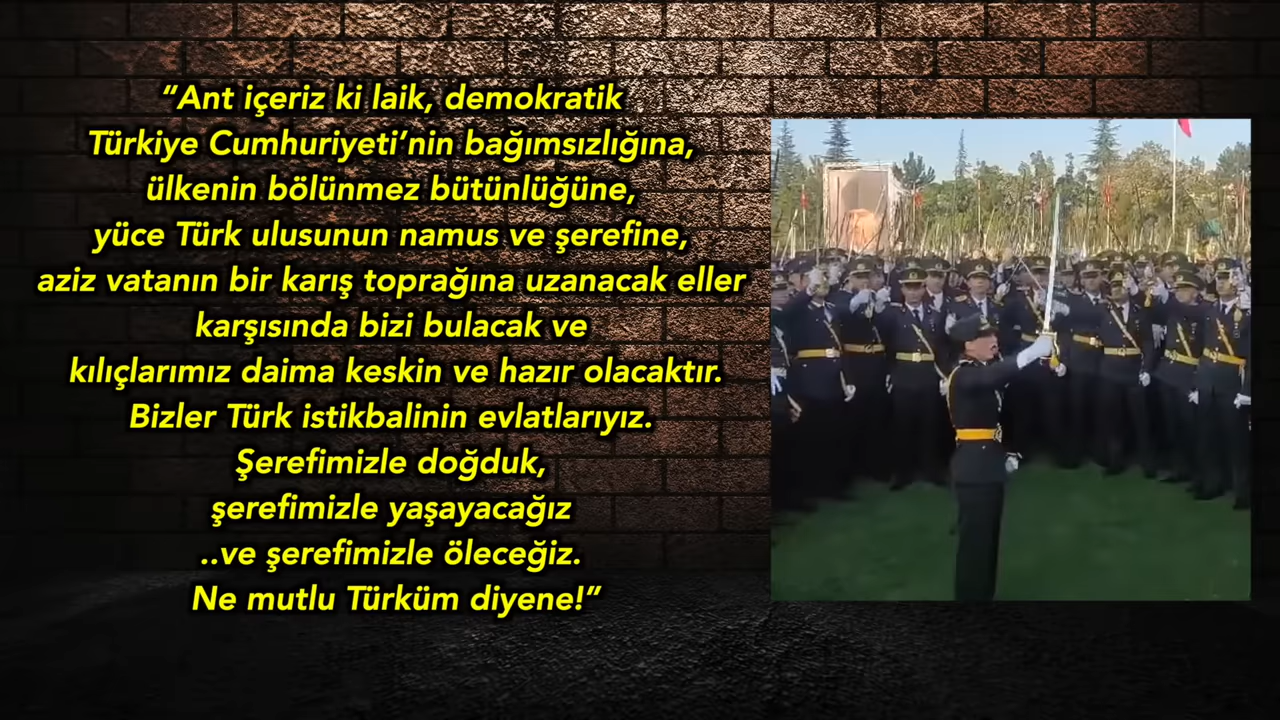 “Ant içeriz ki laik, demokratik
Türkiye Cumhuriyeti’nin bağımsızlığına,
ülkenin bölünmez bütünlüğüne,
yüce Türk ulusunun namus ve şerefine,
aziz vatanın bir karış toprağına uzanacak eller
karşısında bizi bulacak ve
kılıçlarımız daima keskin ve hazır olacaktır.
Bizler Türk istikbalinin evlatlarıyız.
Şerefimizle doğduk,
şerefimizle yaşayacağız
..ve şerefimizle öleceğiz.
Ne mutlu Türküm diyene!”